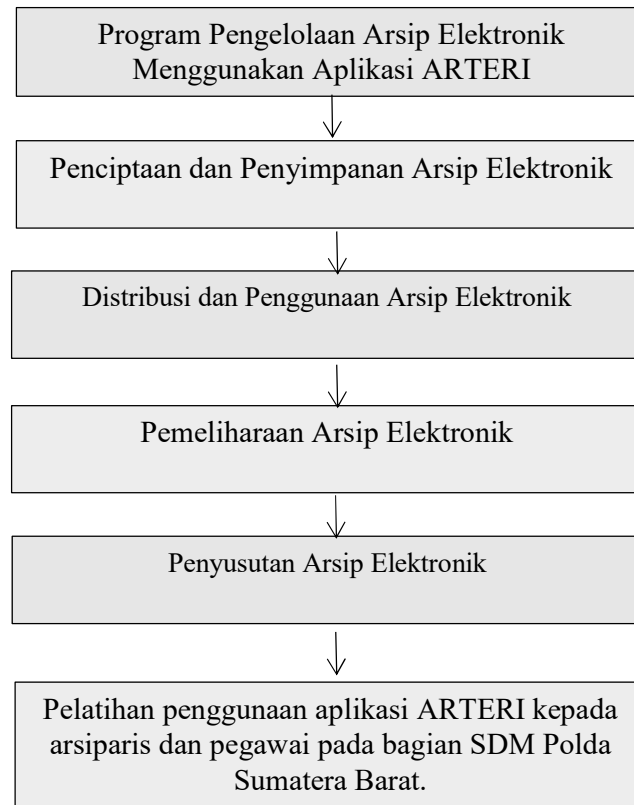 Program Pengelolaan Arsip Elektronik
Menggunakan Aplikasi ARTERI
Penciptaan dan Penyimpanan Arsip Elektronik
Distribusi dan Penggunaan Arsip Elektronik
Pemeliharaan Arsip Elektronik
Penyusutan Arsip Elektronik
Pelatihan penggunaan aplikasi ARTERI kepada
arsiparis dan pegawai pada bagian SDM Polda
Sumatera Barat.